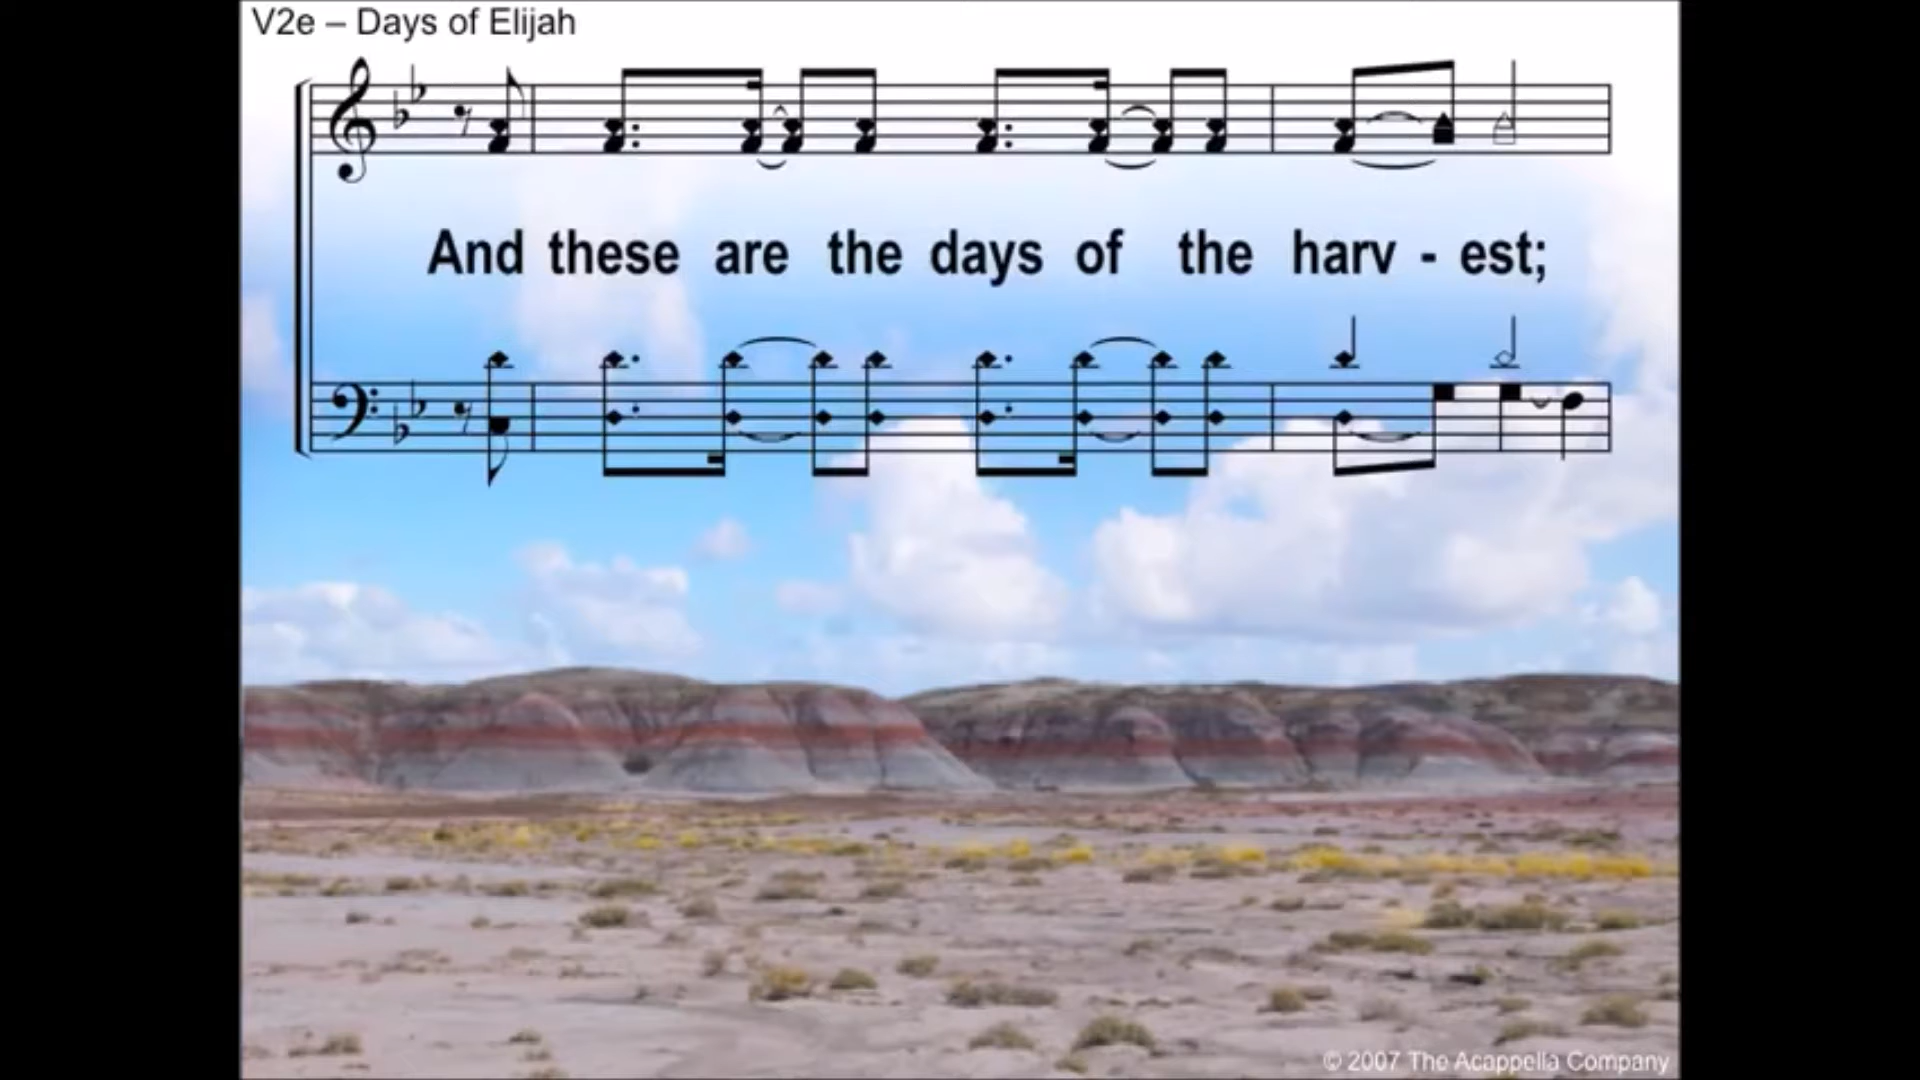 V2e – Days of Elijah
And these are the days of the harv - est;
© 2007 The Acappella Company